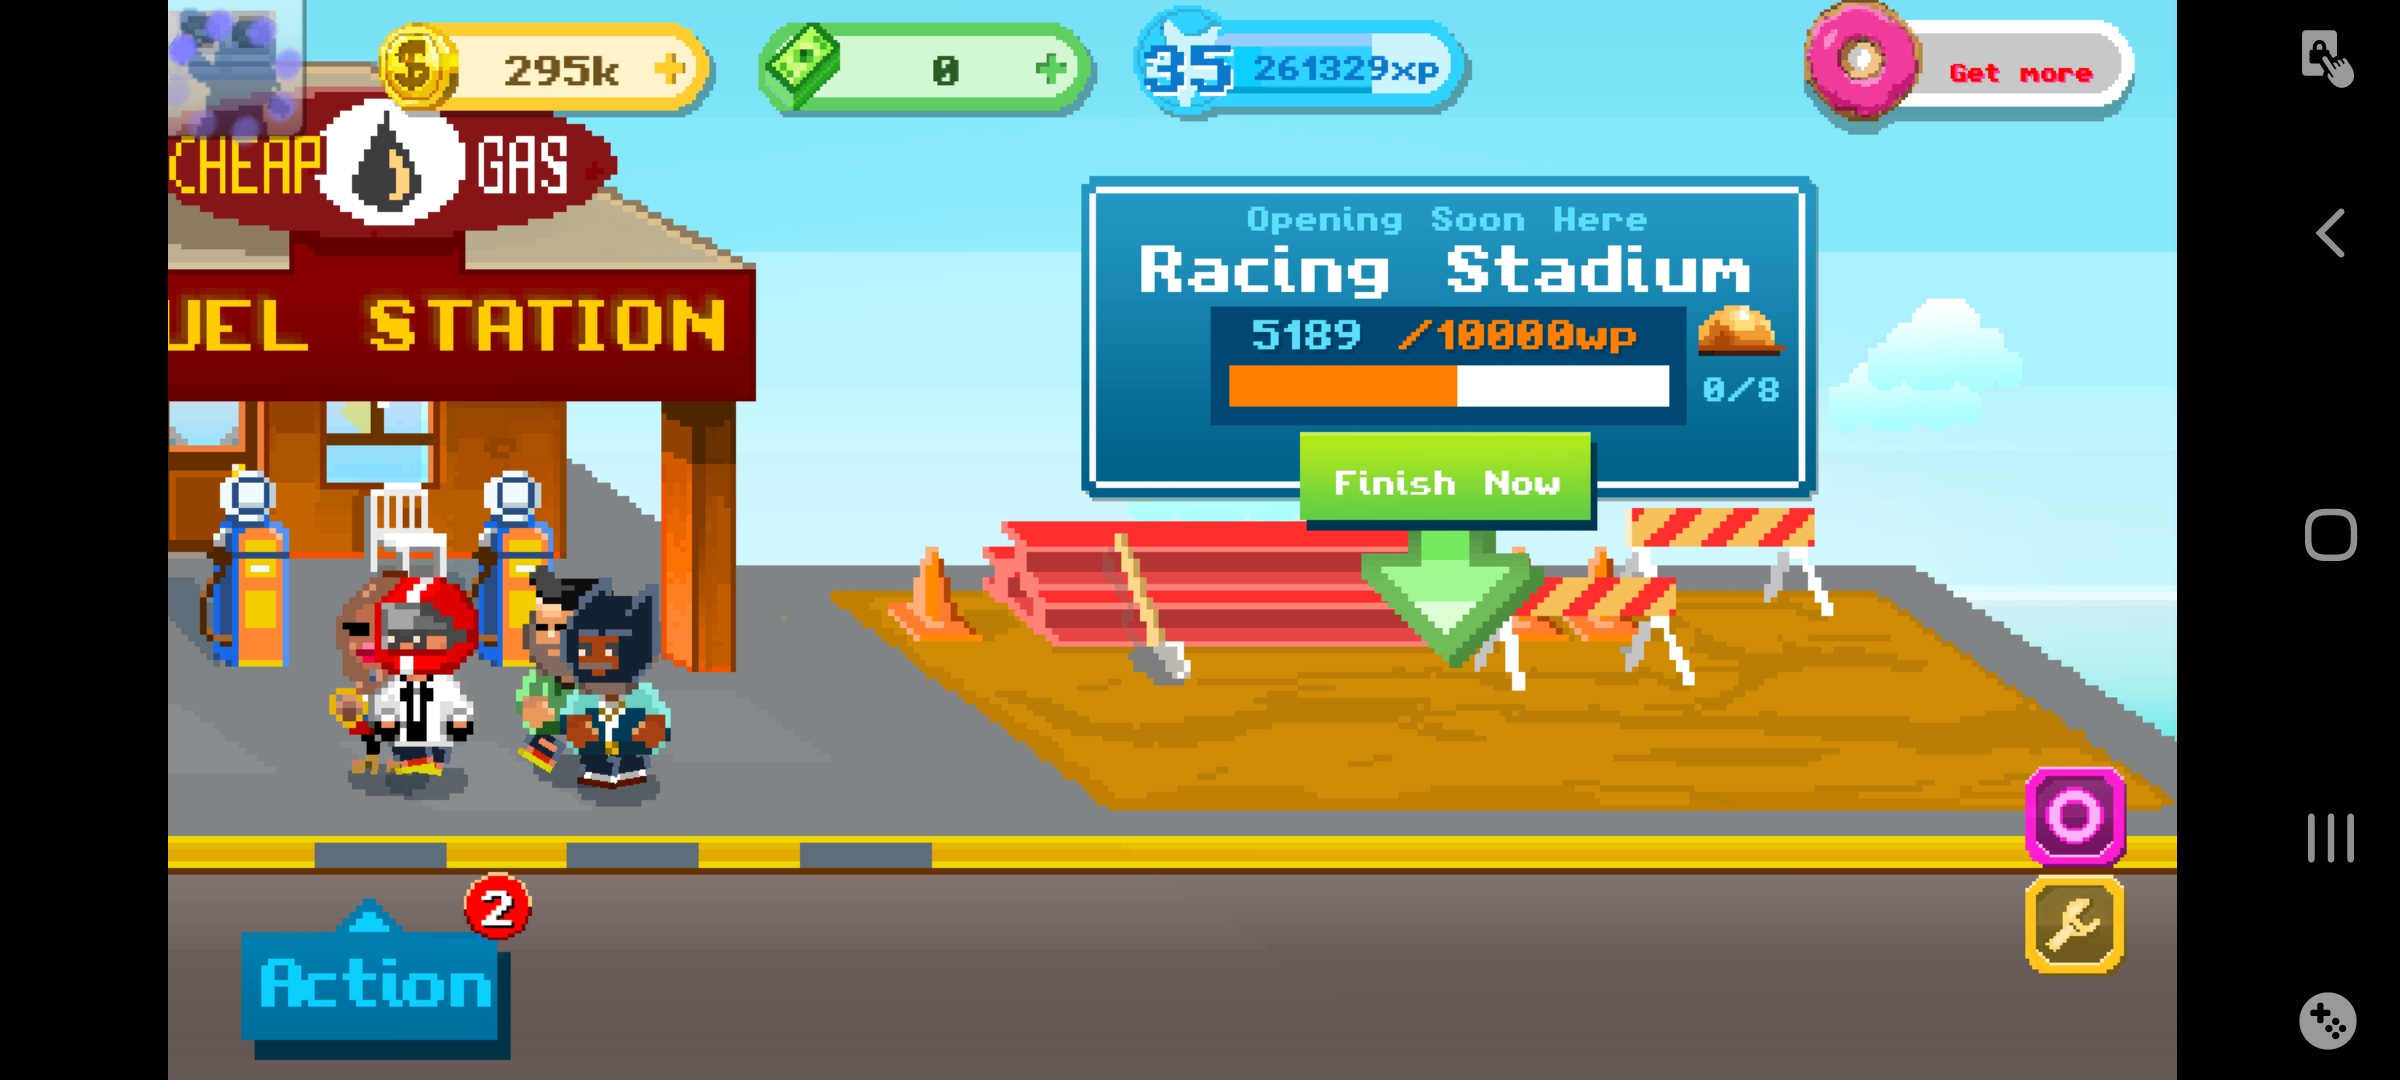 $ 295k +
0 +
35 261329xp
Get more
CHEAP GAS
UEL STATION
Opening Soon Here
Racing Stadium
5189 /10000wp
0/8
Finish Now
2
Action